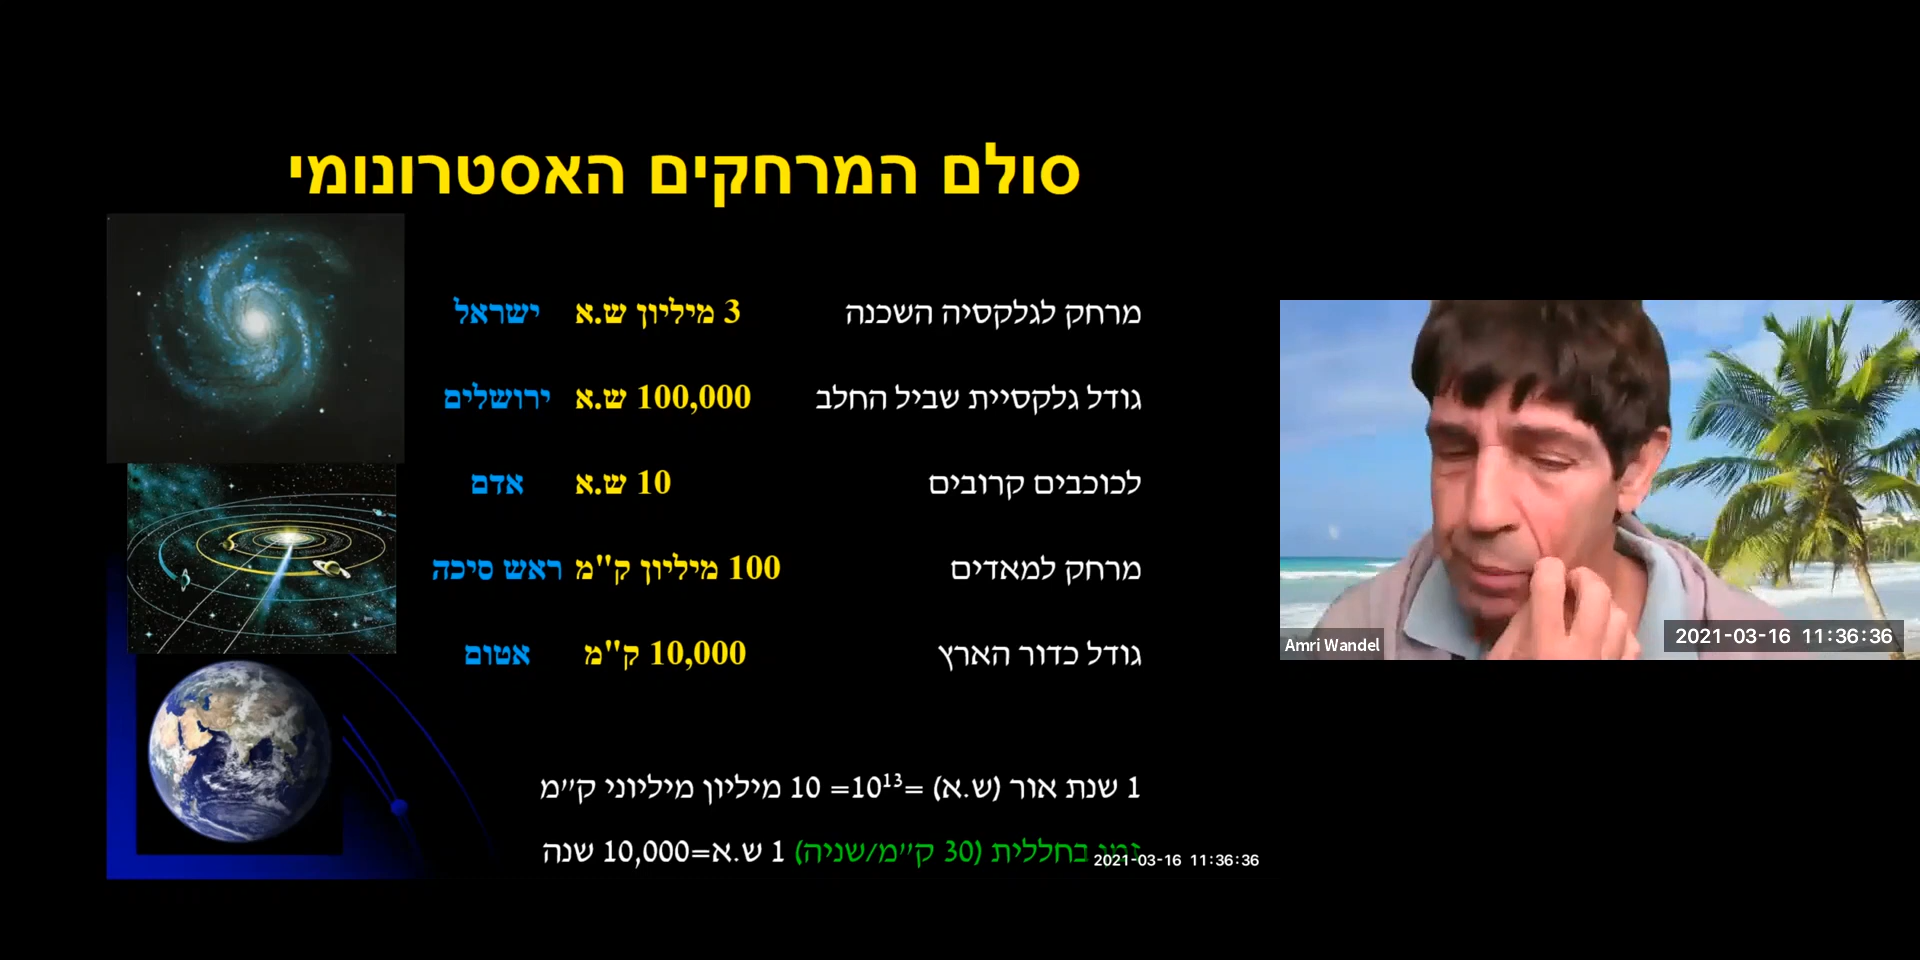 סולם המרחקים האסטרונומי
מרחק לגלקסיה השכנה 3 מיליון ש.א ישראל
גודל גלקסיית שביל החלב 100,000 ש.א ירושלים
לכוכבים קרובים 10 ש.א אדם
מרחק למאדים 100 מיליון ק"מ ראש סיכה
גודל כדור הארץ 10,000 ק"מ אטום
1 שנת אור (ש.א) =10¹³= 10 מיליון מיליוני ק"מ
זמן בחללית (30 ק"מ/שניה) 1 ש.א=10,000 שנה
2021-03-16 11:36:36
Amri Wandel
2021-03-16 11:36:36